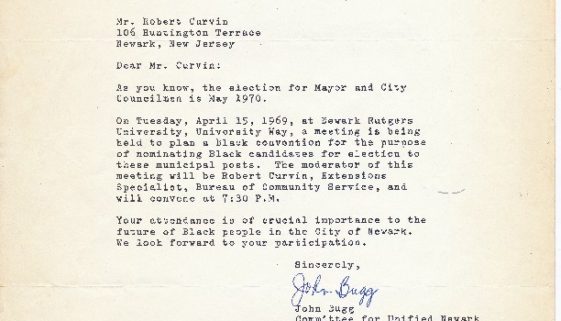 Mr. Robert Curvin
106 Huntington Terrace
Newark, New Jersey
Dear Mr. Curvin:
As you know, the election for Mayor and City
Councilmen is May 1970.
On Tuesday, April 15, 1969, at Newark Rutgers
University, University Way, a meeting is being
held to plan a black convention for the purpose
of nominating Black candidates for election to
these municipal posts. The moderator of this
meeting will be Robert Curvin, Extensions
Specialist, Bureau of Community Service, and
will convene at 7:30 P.M.
Your attendance is of crucial importance to the
future of Black people in the City of Newark.
We look forward to your participation.
Sincerely,
John Bugg
John Bugg
Committee for Unified Newark